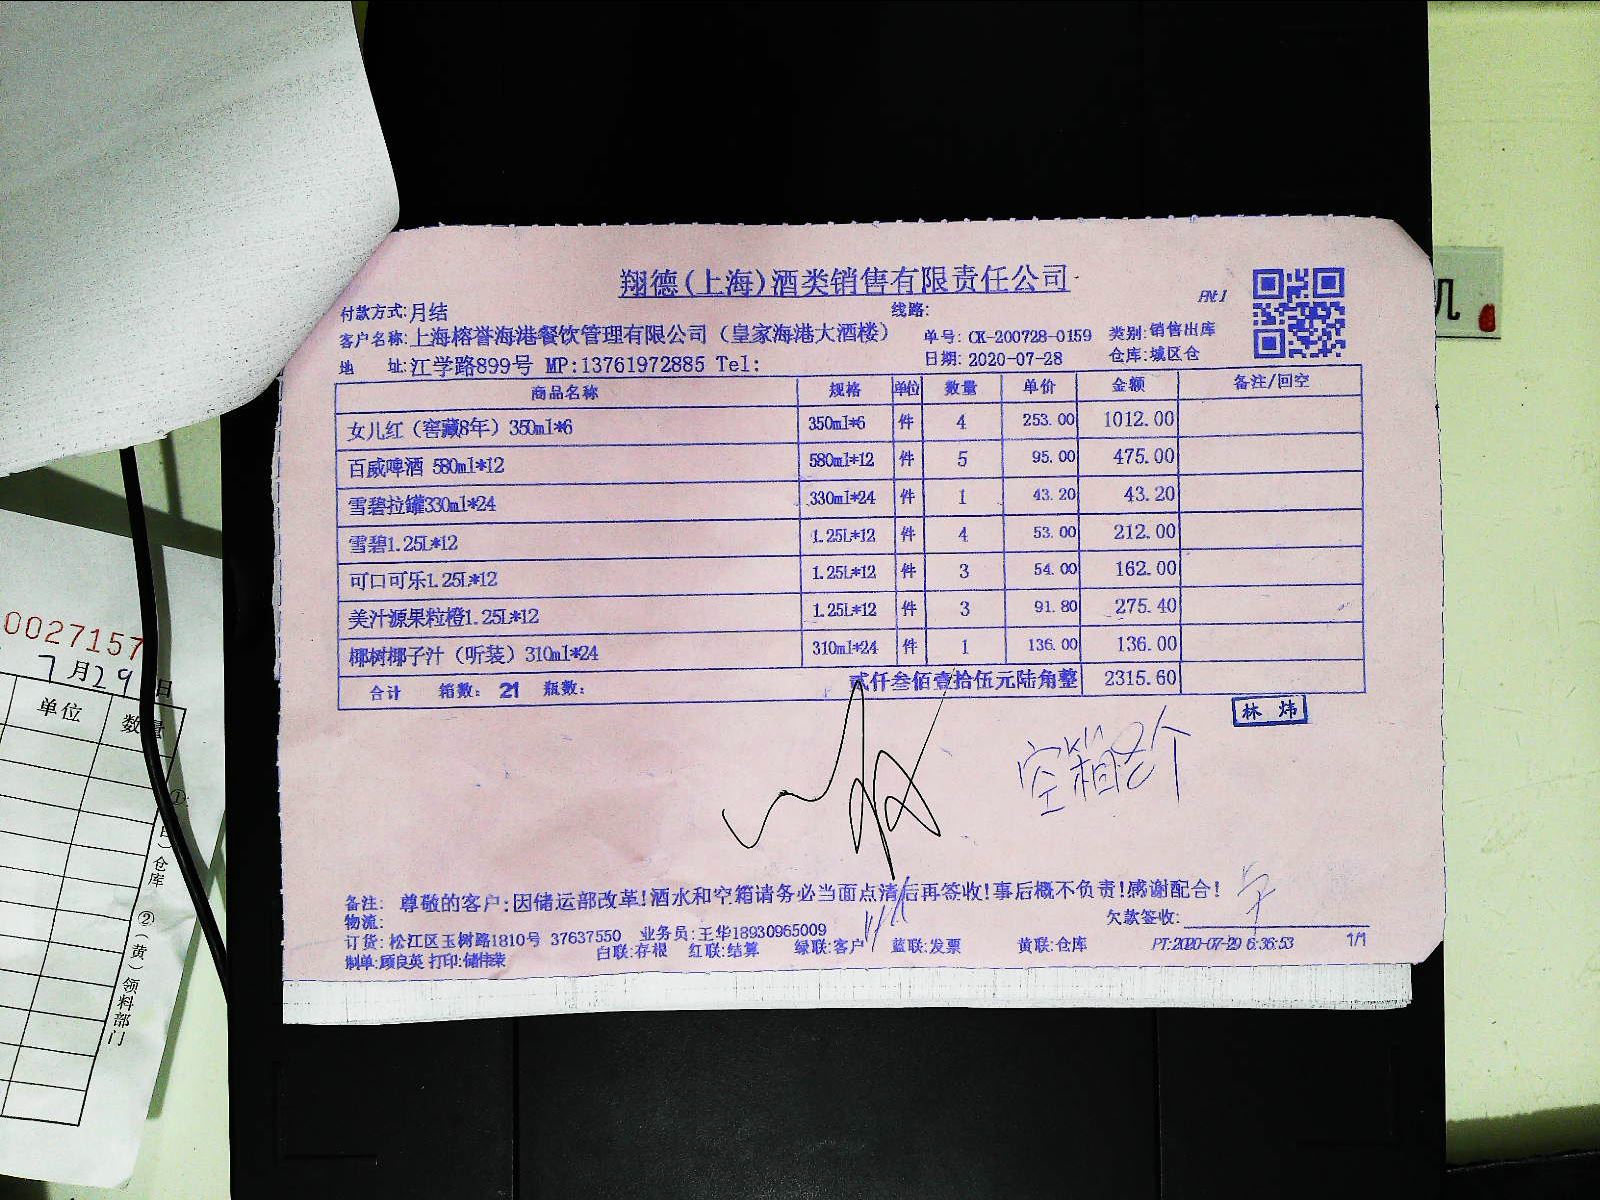 翔德(上海)酒类销售有限责任公司
付款方式:月结 线路:
客户名称:上海榕誉海港餐饮管理有限公司（皇家海港大酒楼） 单号: CK-200728-0159 类别:销售出库
地 址:江学路899号 MP:13761972885 Tel: 日期: 2020-07-28 仓库:城区仓
商品名称 规格 单位 数量 单价 金额 备注/回空
女儿红（窖藏8年）350ml*6 350ml*6 件 4 253.00 1012.00
百威啤酒 580ml*12 580ml*12 件 5 95.00 475.00
雪碧拉罐330ml*24 330ml*24 件 1 43.20 43.20
雪碧1.25L*12 1.25L*12 件 4 53.00 212.00
可口可乐1.25L*12 1.25L*12 件 3 54.00 162.00
美汁源果粒橙1.25L*12 1.25L*12 件 3 91.80 275.40
椰树椰子汁（听装）310ml*24 310ml*24 件 1 136.00 136.00
合计 箱数: 21 瓶数: 贰仟叁佰壹拾伍元陆角整 2315.60
林 炜
空箱 个
备注: 尊敬的客户:因储运部改革!酒水和空箱请务必当面点清后再签收!事后概不负责!感谢配合!
物流: 欠款签收:
订货: 松江区玉树路1810号 37637550 业务员:王华18930965009
制单:顾良英 打印:储伟荣 白联:存根 红联:结算 绿联:客户 蓝联:发票 黄联:仓库 PT:2020-07-29 6:36:53 1/1
0027157
7月29日
单位 数量
①
仓库
②（黄）领料部门
机